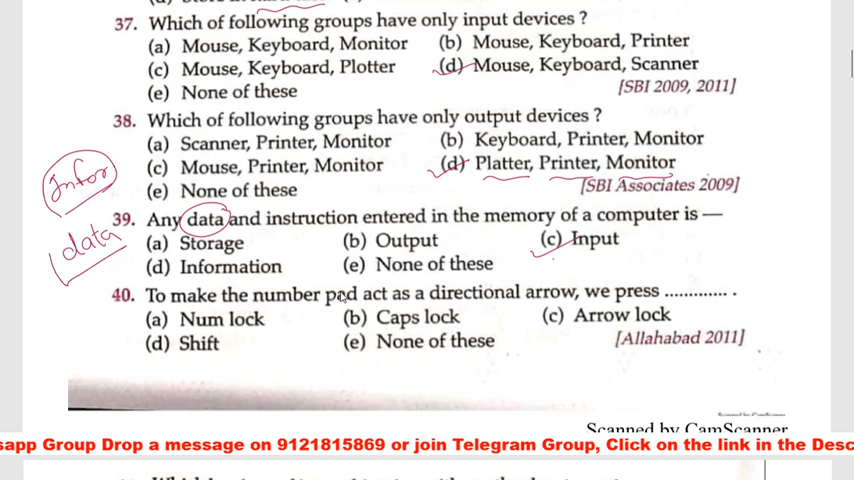 37. Which of following groups have only input devices ?
(a) Mouse, Keyboard, Monitor (b) Mouse, Keyboard, Printer
(c) Mouse, Keyboard, Plotter (d) Mouse, Keyboard, Scanner
(e) None of these [SBI 2009, 2011]
38. Which of following groups have only output devices ?
(a) Scanner, Printer, Monitor (b) Keyboard, Printer, Monitor
(c) Mouse, Printer, Monitor (d) Platter, Printer, Monitor
(e) None of these [SBI Associates 2009]
Infor
39. Any data and instruction entered in the memory of a computer is —
data
(a) Storage (b) Output (c) Input
(d) Information (e) None of these
40. To make the number pad act as a directional arrow, we press ............. .
(a) Num lock (b) Caps lock (c) Arrow lock
(d) Shift (e) None of these [Allahabad 2011]
Scanned by CamScanner
sapp Group Drop a message on 9121815869 or join Telegram Group, Click on the link in the Desc